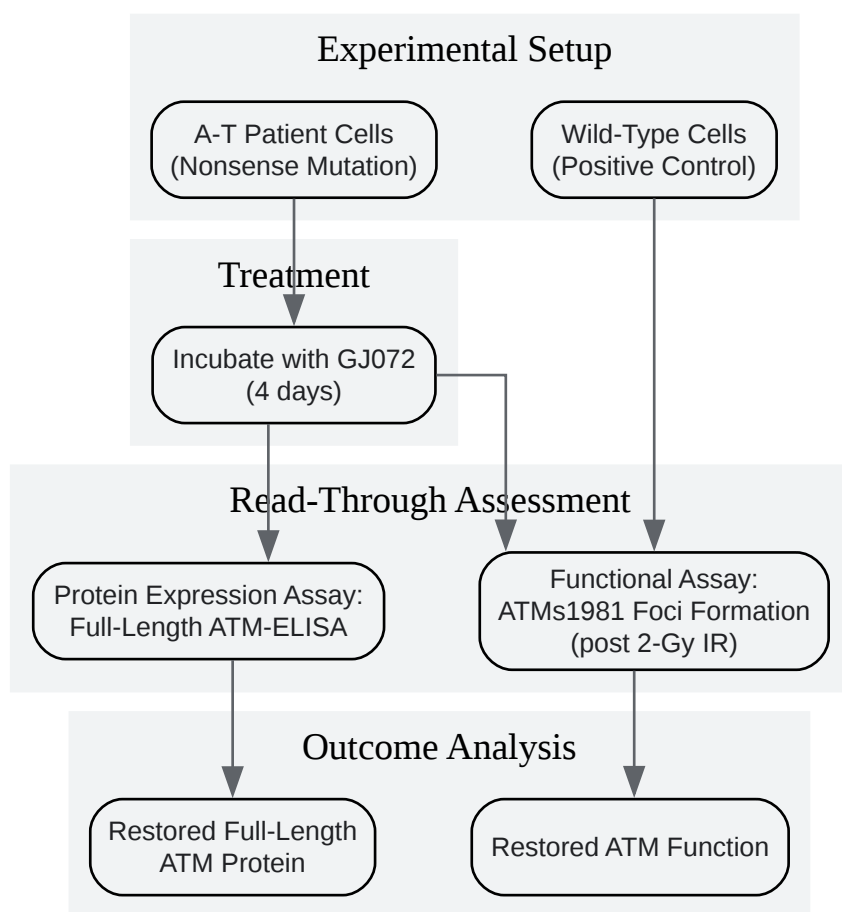 Experimental Setup
A-T Patient Cells
(Nonsense Mutation)
Wild-Type Cells
(Positive Control)
Treatment
Incubate with GJ072
(4 days)
Read-Through Assessment
Protein Expression Assay:
Full-Length ATM-ELISA
Functional Assay:
ATMs1981 Foci Formation
(post 2-Gy IR)
Outcome Analysis
Restored Full-Length
ATM Protein
Restored ATM Function